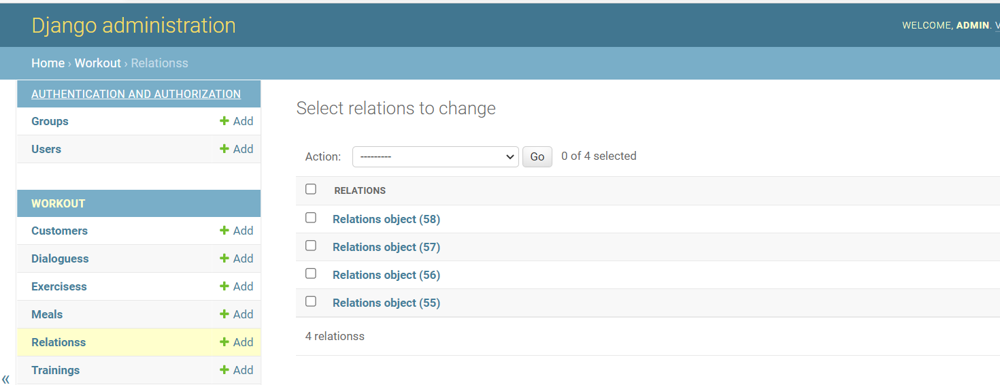 Django administration
WELCOME, ADMIN. V
Home › Workout › Relationss
AUTHENTICATION AND AUTHORIZATION
Groups + Add
Users + Add
WORKOUT
Customers + Add
Dialoguess + Add
Exercisess + Add
Meals + Add
Relationss + Add
Trainings + Add
«
Select relations to change
Action: --------- Go 0 of 4 selected
RELATIONS
Relations object (58)
Relations object (57)
Relations object (56)
Relations object (55)
4 relationss